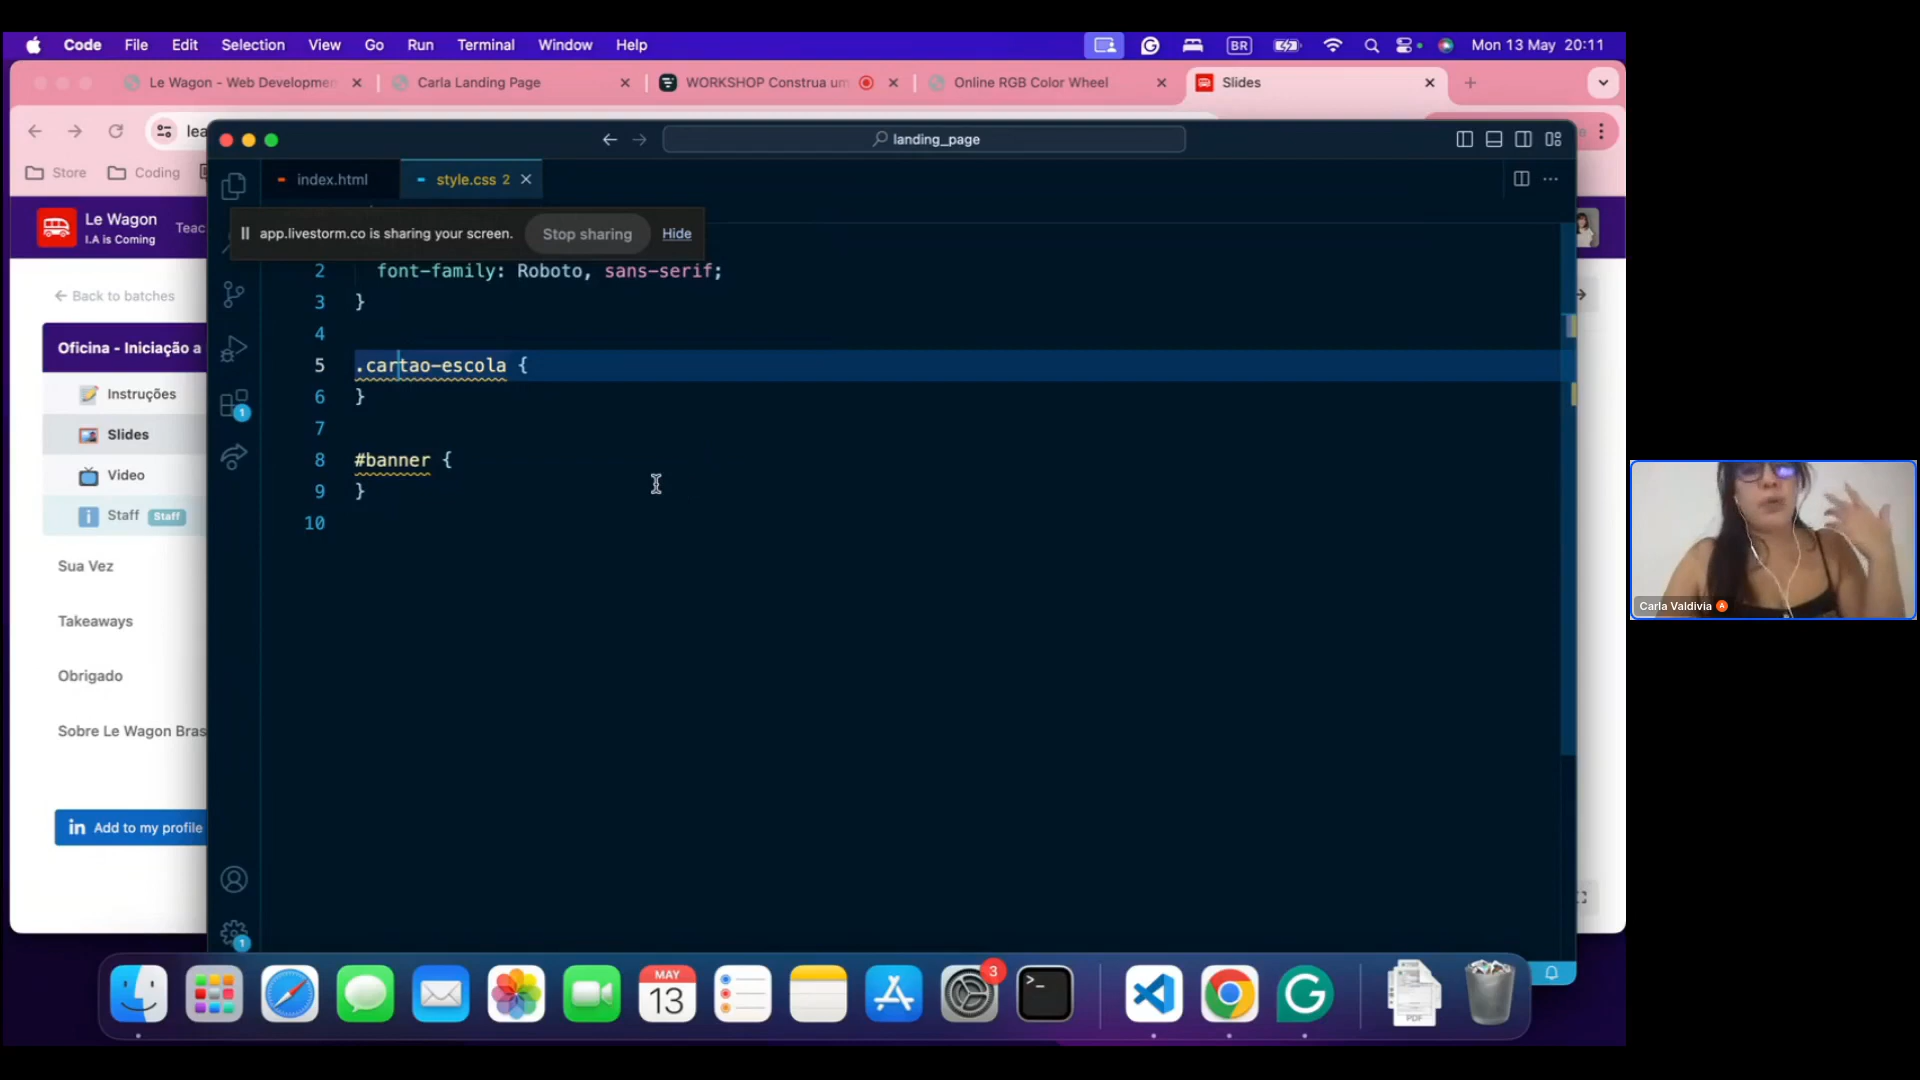 Code File Edit Selection View Go Run Terminal Window Help BR Mon 13 May 20:11
Le Wagon - Web Developmen
Carla Landing Page
WORKSHOP Construa um
Online RGB Color Wheel
Slides
lea
landing_page
Store
Coding
index.html
style.css 2
Le Wagon
I.A is Coming
Teac
app.livestorm.co is sharing your screen.
Stop sharing
Hide
2 font-family: Roboto, sans-serif;
3 }
4
5 .cartao-escola {
6 }
7
8 #banner {
9 }
10
Back to batches
Oficina - Iniciação a
Instruções
Slides
Video
Staff Staff
Sua Vez
Takeaways
Obrigado
Sobre Le Wagon Bras
Add to my profile
1
1
Carla Valdivia
MAY
13
3
PDF